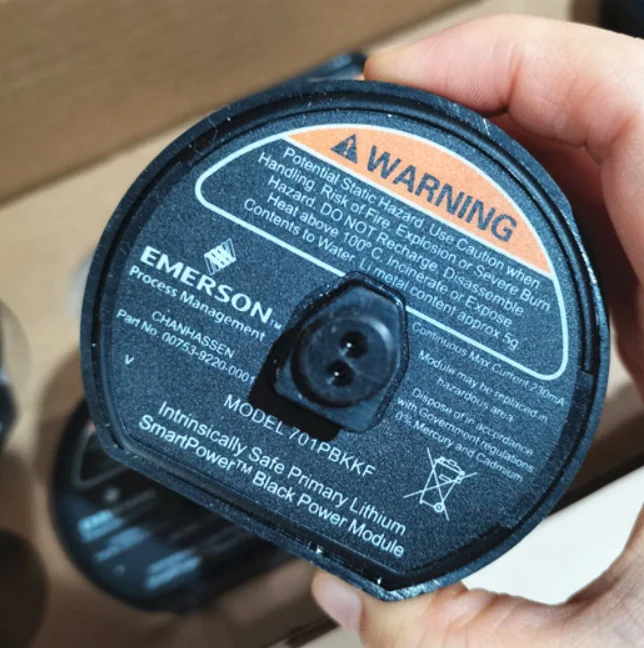 WARNING
Potential Static Hazard. Use Caution when
Handling. Risk of Fire, Explosion or Severe Burn
Hazard. DO NOT Recharge, Disassemble
Heat above 100º C, Incinerate or Expose
Contents to Water. Li metal content approx. 5g
EMERSON™
Process Management
CHANHASSEN
Part No. 00753-9220-0001
V
Continuous Max Current 230mA
Module may be replaced in
hazardous area
Dispose of in accordance
with Government regulations
0% Mercury and Cadmium
MODEL 701PBKKF
Intrinsically Safe Primary Lithium
SmartPower™ Black Power Module